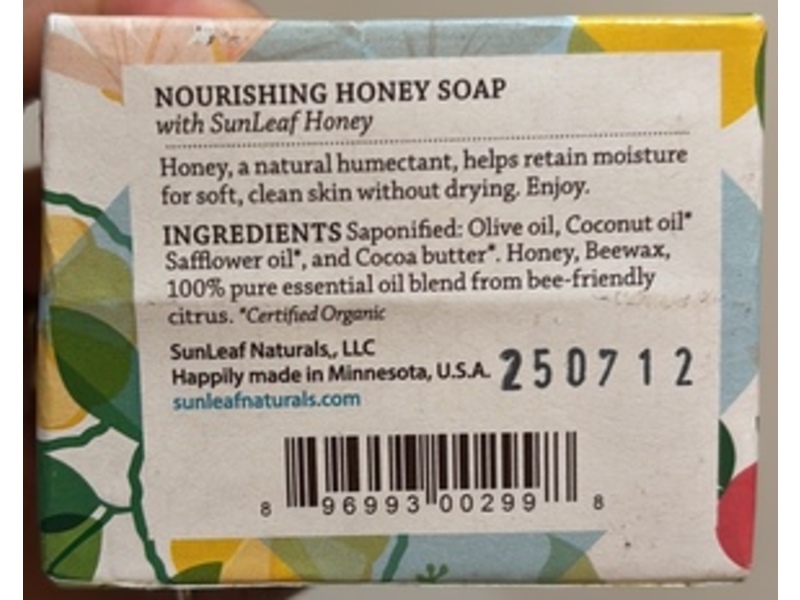 NOURISHING HONEY SOAP
with SunLeaf Honey
Honey, a natural humectant, helps retain moisture
for soft, clean skin without drying. Enjoy.
INGREDIENTS Saponified: Olive oil, Coconut oil*
Safflower oil*, and Cocoa butter*. Honey, Beewax,
100% pure essential oil blend from bee-friendly
citrus. *Certified Organic
SunLeaf Naturals,, LLC
Happily made in Minnesota, U.S.A. 250712
sunleafnaturals.com
8 96993 00299 8